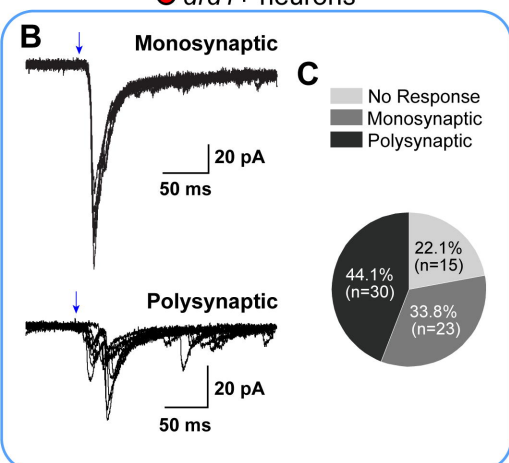 B
Monosynaptic
20 pA
50 ms
Polysynaptic
20 pA
50 ms
C
No Response
Monosynaptic
Polysynaptic
22.1%
(n=15)
44.1%
(n=30)
33.8%
(n=23)